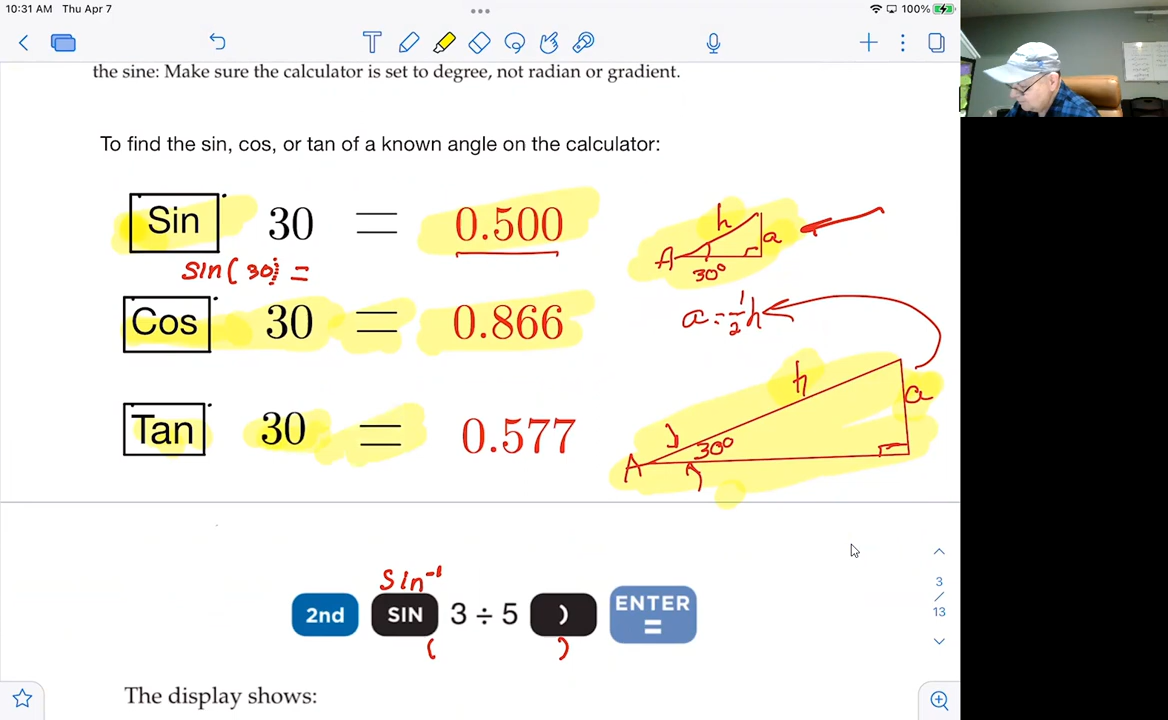 10:31 AM Thu Apr 7
100%
the sine: Make sure the calculator is set to degree, not radian or gradient.
To find the sin, cos, or tan of a known angle on the calculator:
Sin 30 = 0.500
sin(30) =
h
a
A
30°
Cos 30 = 0.866
a = 1/2 h
Tan 30 = 0.577
h
a
30°
A
sin⁻¹
2nd SIN 3 ÷ 5 ) ENTER =
( )
3
/
13
The display shows: